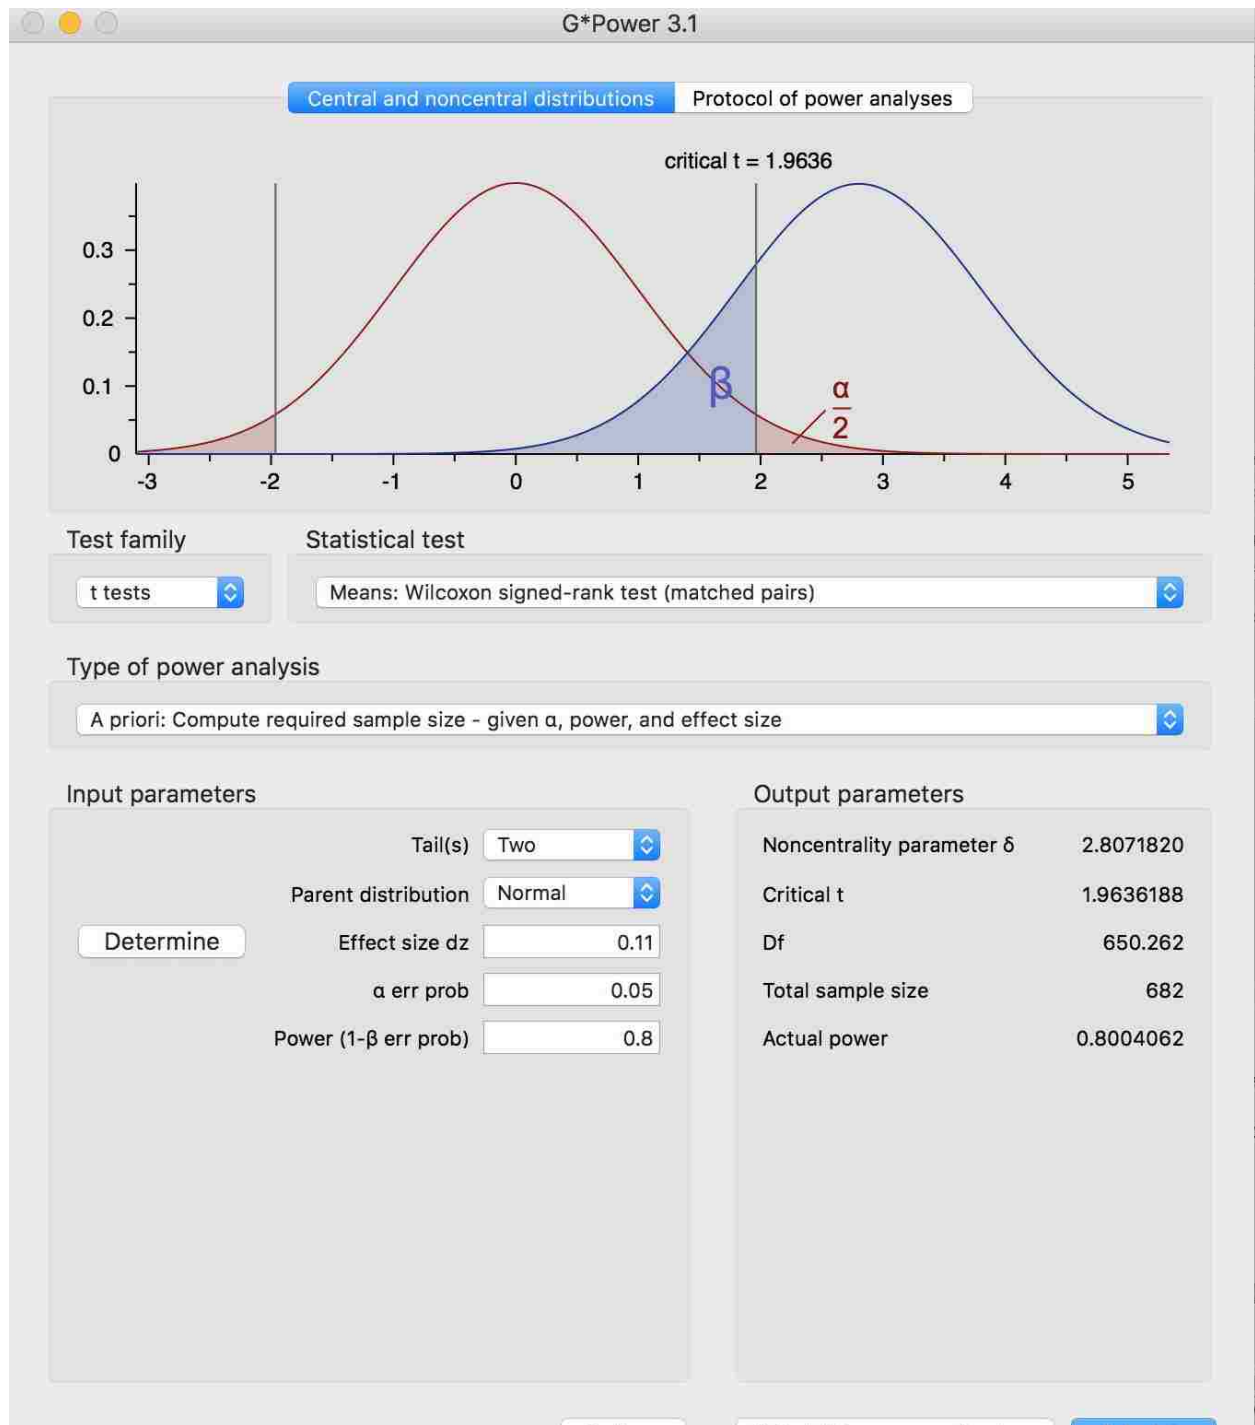 G*Power 3.1
Central and noncentral distributions Protocol of power analyses
critical t = 1.9636
0.3
0.2
0.1
0
β
α
2
-3 -2 -1 0 1 2 3 4 5
Test family Statistical test
t tests Means: Wilcoxon signed-rank test (matched pairs)
Type of power analysis
A priori: Compute required sample size - given α, power, and effect size
Input parameters Output parameters
Tail(s) Two Noncentrality parameter δ 2.8071820
Parent distribution Normal Critical t 1.9636188
Determine Effect size dz 0.11 Df 650.262
α err prob 0.05 Total sample size 682
Power (1-β err prob) 0.8 Actual power 0.8004062